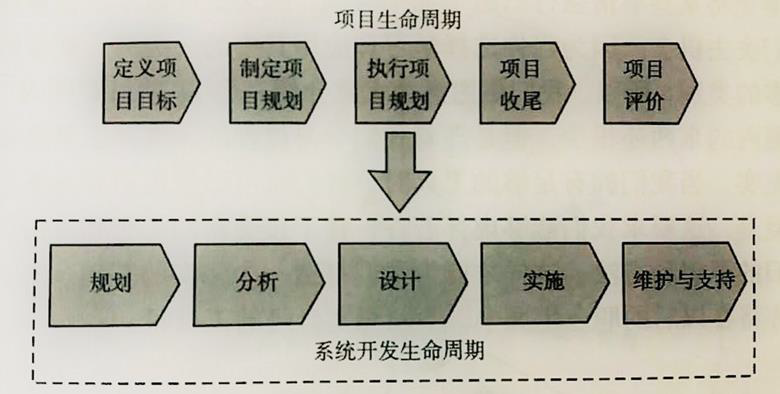 项目生命周期
定义项
目目标
制定项
目规划
执行项
目规划
项目
收尾
项目
评价
规划
分析
设计
实施
维护与支持
系统开发生命周期